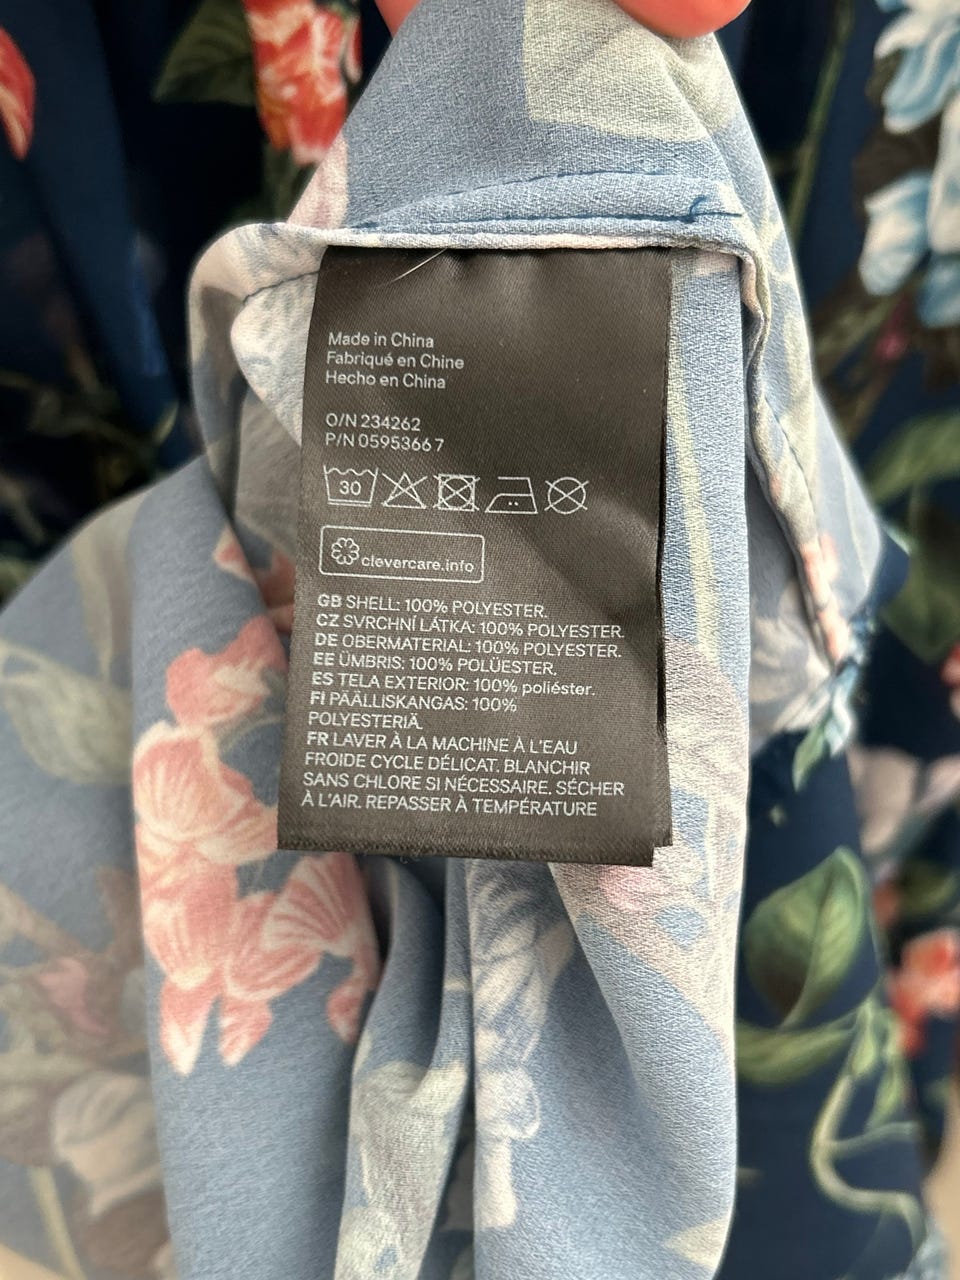 Made in China
Fabriqué en Chine
Hecho en China
O/N 234262
P/N 0595366 7
30
clevercare.info
GB SHELL: 100% POLYESTER.
CZ SVRCHNÍ LÁTKA: 100% POLYESTER.
DE OBERMATERIAL: 100% POLYESTER.
EE ÜMBRIS: 100% POLÜESTER.
ES TELA EXTERIOR: 100% poliéster.
FI PÄÄLLISKANGAS: 100%
POLYESTERIÄ.
FR LAVER À LA MACHINE À L'EAU
FROIDE CYCLE DÉLICAT. BLANCHIR
SANS CHLORE SI NÉCESSAIRE. SÉCHER
À L'AIR. REPASSER À TEMPÉRATURE